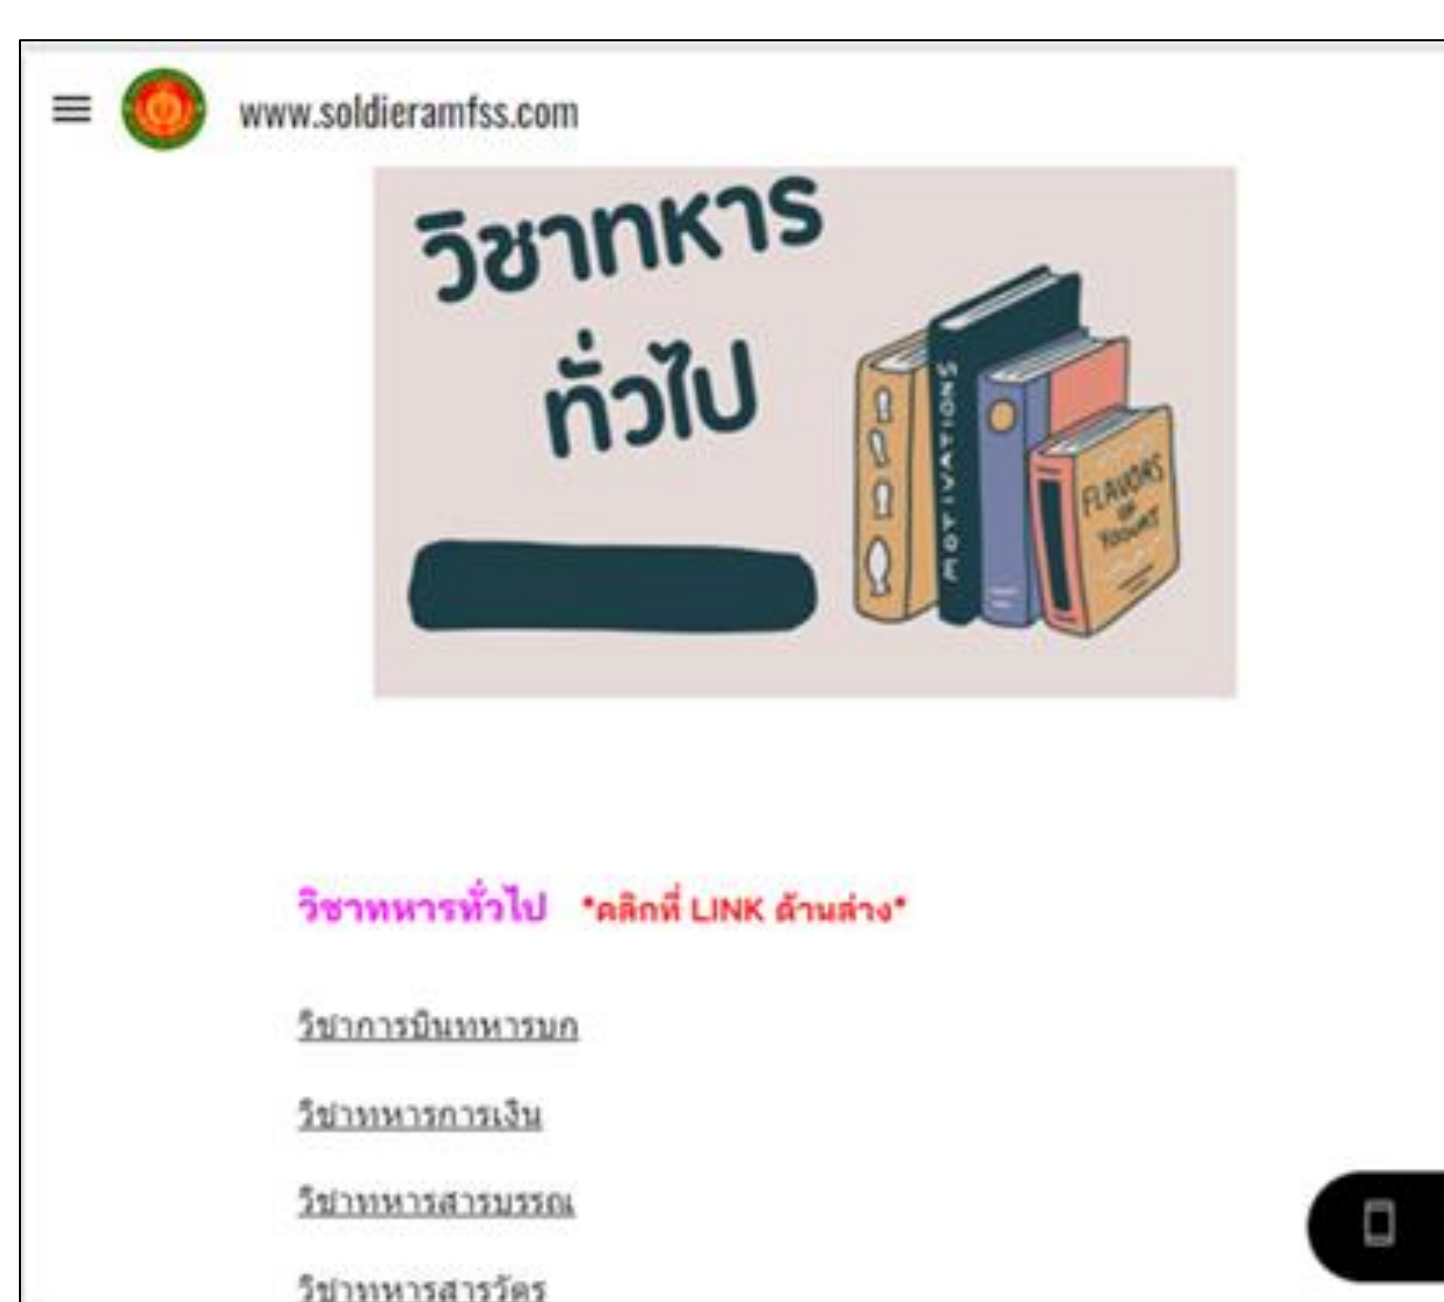 www.soldieramfss.com
วิชาทหาร
ทั่วไป
MOTIVATIONS
FLAVORS
OF
YOGURT
วิชาทหารทั่วไป *คลิกที่ LINK ด้านล่าง*
วิชาการบินทหารบก
วิชาทหารการเงิน
วิชาทหารสารบรรณ
วิชาทหารสารวัตร